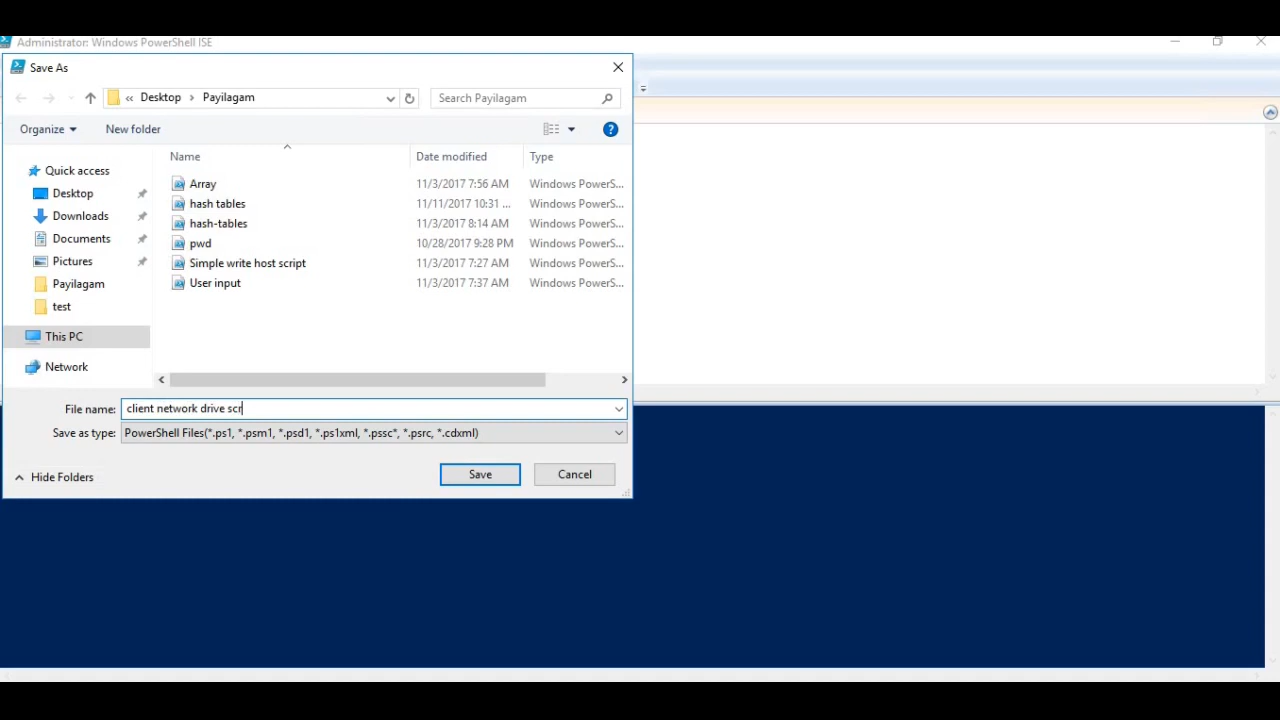 Administrator: Windows PowerShell ISE
Save As
« Desktop › Payilagam
Search Payilagam
Organize
New folder
?
Name
Date modified
Type
Quick access
Desktop
Downloads
Documents
Pictures
Payilagam
test
This PC
Network
Array 11/3/2017 7:56 AM Windows PowerS...
hash tables 11/11/2017 10:31 ... Windows PowerS...
hash-tables 11/3/2017 8:14 AM Windows PowerS...
pwd 10/28/2017 9:28 PM Windows PowerS...
Simple write host script 11/3/2017 7:27 AM Windows PowerS...
User input 11/3/2017 7:37 AM Windows PowerS...
File name: client network drive scr
Save as type: PowerShell Files(*.ps1, *.psm1, *.psd1, *.ps1xml, *.pssc*, *.psrc, *.cdxml)
Hide Folders
Save
Cancel